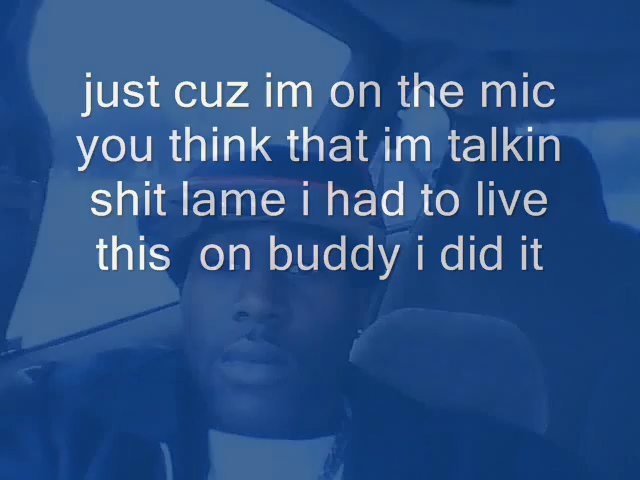 just cuz im on the mic
you think that im talkin
shit lame i had to live
this  on buddy i did it